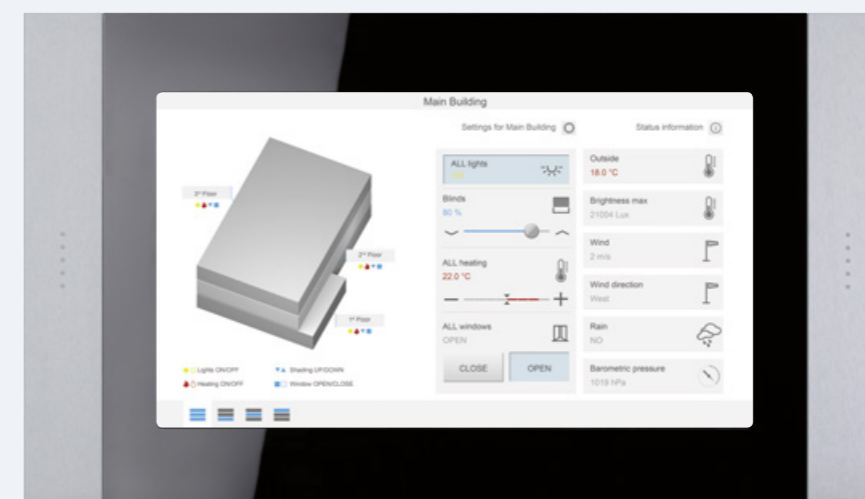 Main Building
Settings for Main Building
Status information
3rd Floor
2nd Floor
1st Floor
Lights ON/OFF
Shading UP/DOWN
Heating ON/OFF
Window OPEN/CLOSE
ALL lights
Blinds
80 %
ALL heating
22.0 °C
ALL windows
OPEN
CLOSE OPEN
Outside
18.0 °C
Brightness max
21004 Lux
Wind
2 m/s
Wind direction
West
Rain
NO
Barometric pressure
1019 hPa